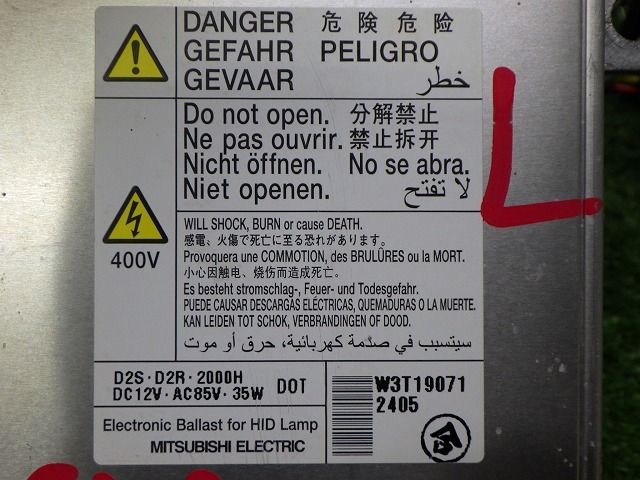 DANGER 危険 危险
GEFAHR PELIGRO
GEVAAR خطر
Do not open. 分解禁止
Ne pas ouvrir. 禁止拆开
Nicht öffnen. No se abra.
Niet openen. لا تفتح
400V
WILL SHOCK, BURN or cause DEATH.
感電、火傷で死亡に至る恐れがあります。
Provoquera une COMMOTION, des BRULÛRES ou la MORT.
小心因触电、烧伤而造成死亡。
Es besteht stromschlag-, Feuer- und Todesgefahr.
PUEDE CAUSAR DESCARGAS ELÉCTRICAS, QUEMADURAS O LA MUERTE.
KAN LEIDEN TOT SCHOK, VERBRANDINGEN OF DOOD.
سيتسبب في صدمة كهربائية، حرق أو موت
D2S·D2R·2000H
DC12V·AC85V·35W DOT
W3T19071
2405
Electronic Ballast for HID Lamp
MITSUBISHI ELECTRIC
L